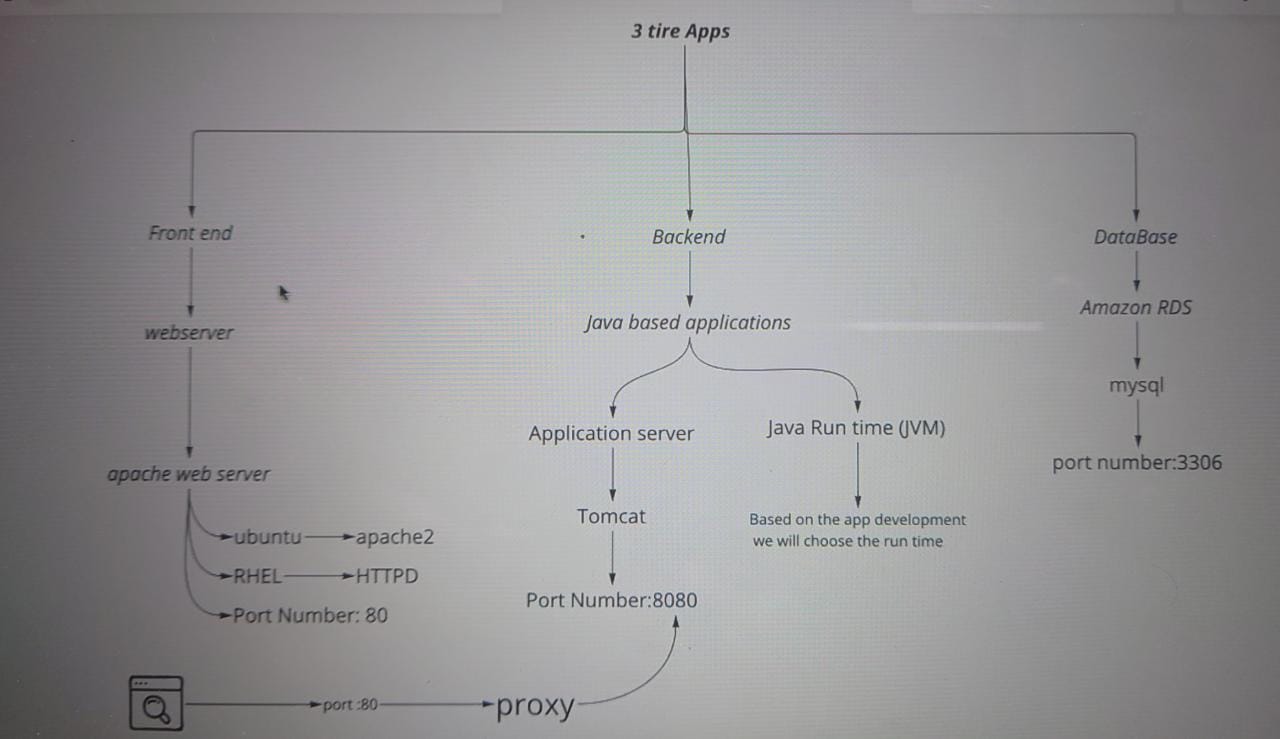 3 tire Apps
Front end
Backend
DataBase
webserver
Java based applications
Amazon RDS
mysql
apache web server
Application server
Java Run time (JVM)
port number:3306
ubuntu
apache2
Tomcat
Based on the app development
we will choose the run time
RHEL
HTTPD
Port Number: 80
Port Number:8080
port :80
proxy